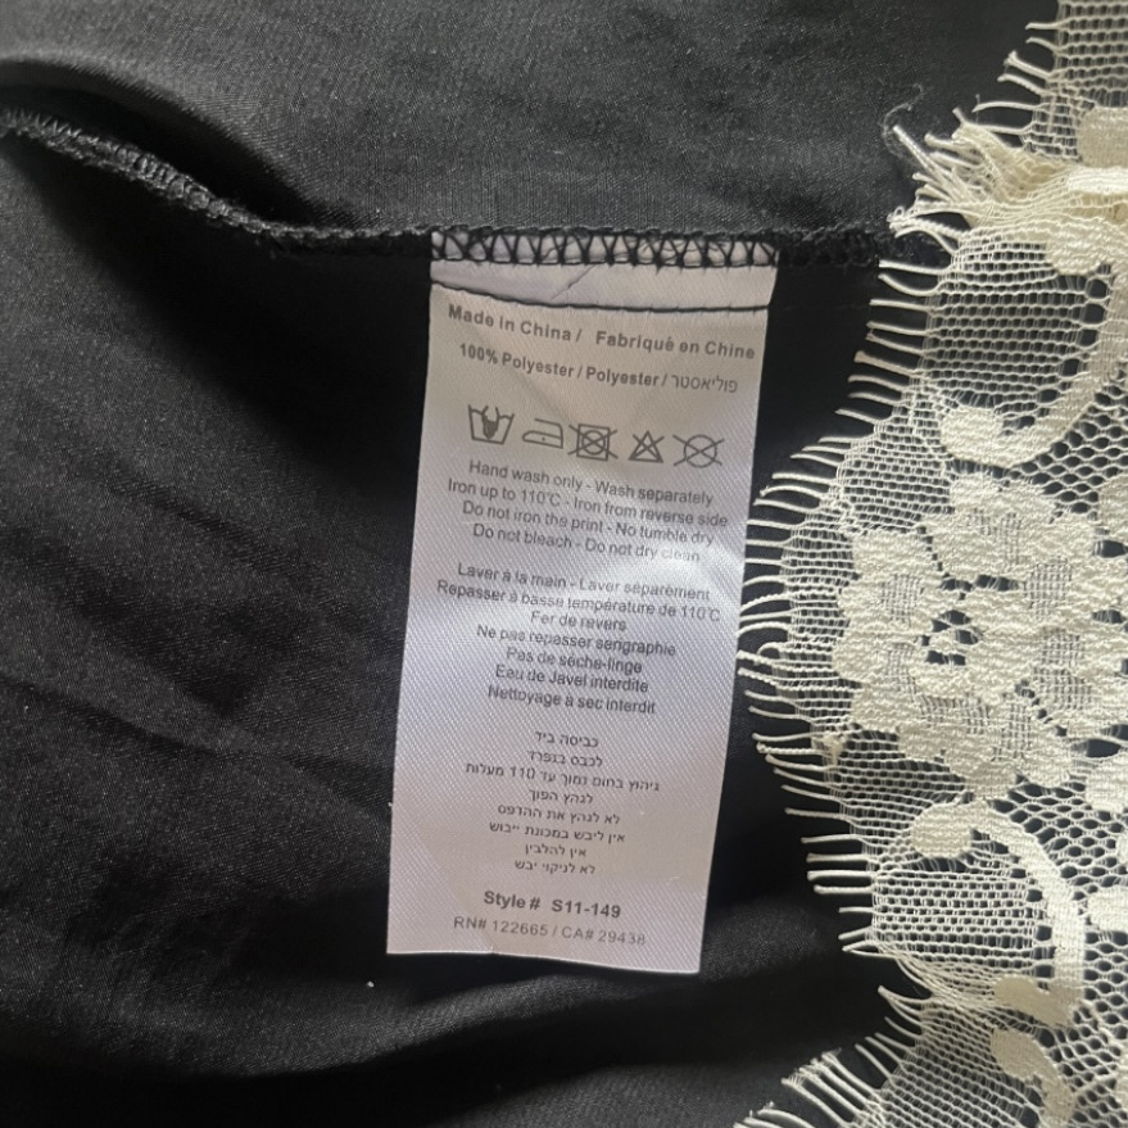 Made in China / Fabriqué en Chine
100% Polyester / Polyester / פוליאסטר
Hand wash only - Wash separately
Iron up to 110°C - Iron from reverse side
Do not iron the print - No tumble dry
Do not bleach - Do not dry clean
Laver à la main - Laver séparément
Repasser à basse température de 110°C
Fer de revers
Ne pas repasser serigraphie
Pas de séche-linge
Eau de Javel interdite
Nettoyage à sec interdit
כביסה ביד
לכבס בנפרד
גיהוץ בחום נמוך עד 110 מעלות
לגהץ הפוך
לא לגהץ את ההדפס
אין ליבש במכונת ייבוש
אין להלבין
לא לניקוי יבש
Style # S11-149
RN# 122665 / CA# 29438